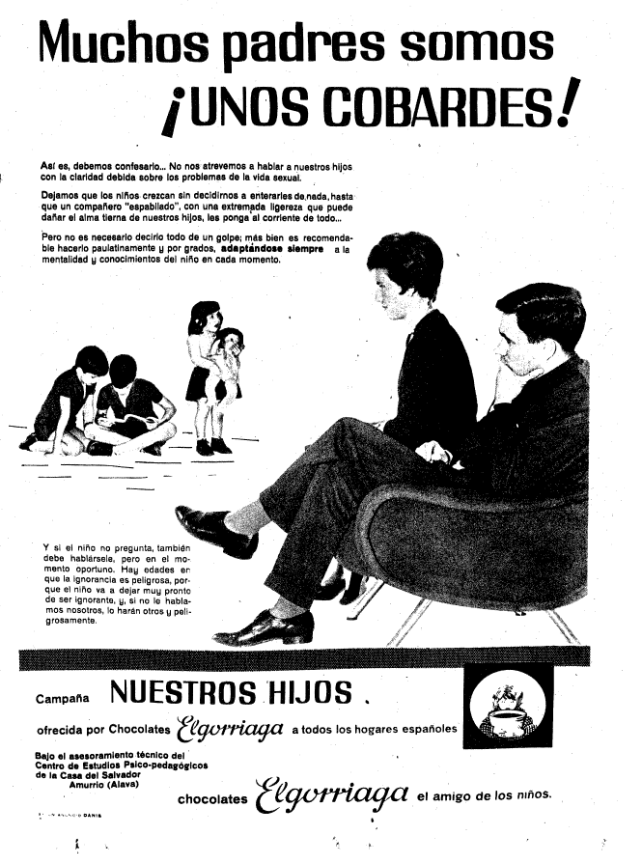 Muchos padres somos
¡UNOS COBARDES!
Así es, debemos confesarlo... No nos atrevemos a hablar a nuestros hijos
con la claridad debida sobre los problemas de la vida sexual.
Dejamos que los niños crezcan sin decidirnos a enterarles de nada, hasta
que un compañero "espabilado", con una extremada ligereza que puede
dañar el alma tierna de nuestros hijos, les ponga al corriente de todo...
Pero no es necesario decirlo todo de un golpe; más bien es recomenda-
ble hacerlo paulatinamente y por grados, adaptándose siempre a la
mentalidad y conocimientos del niño en cada momento.
Y si el niño no pregunta, también
debe hablársele, pero en el mo-
mento oportuno. Hay edades en
que la ignorancia es peligrosa, por-
que el niño va a dejar muy pronto
de ser ignorante, y, si no le habla-
mos nosotros, lo harán otros y peli-
grosamente.
Campaña NUESTROS HIJOS.
ofrecida por Chocolates Elgorriaga a todos los hogares españoles
Bajo el asesoramiento técnico del
Centro de Estudios Psico-pedagógicos
de la Casa del Salvador
Amurrio (Alava)
chocolates Elgorriaga el amigo de los niños.
UN ANUNCIO DANIS